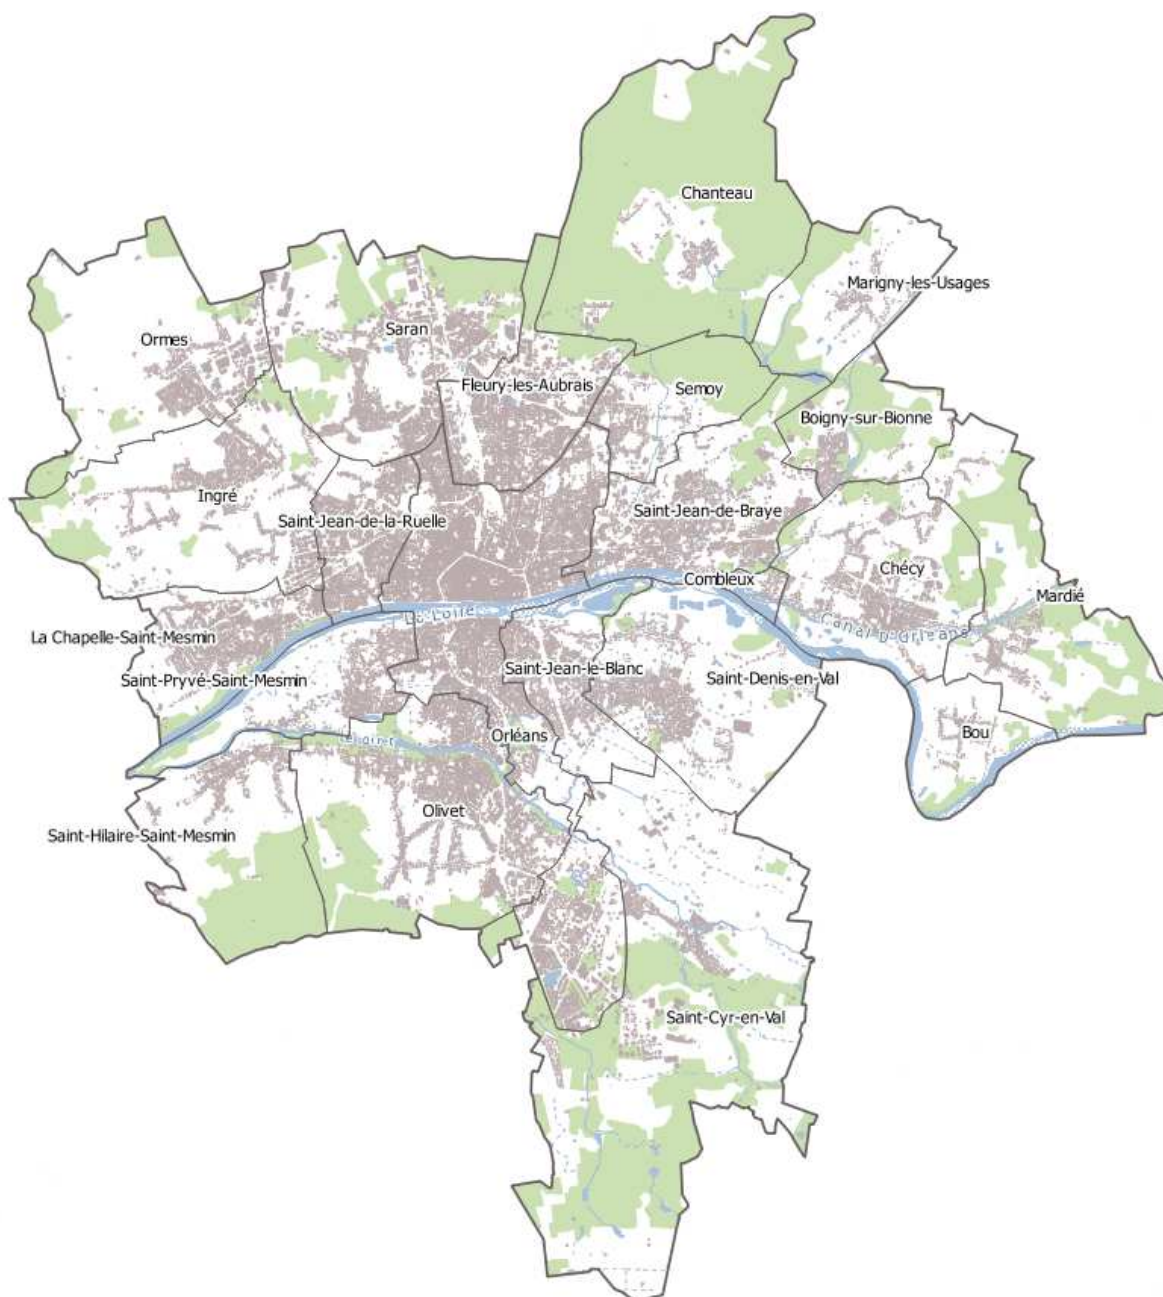 Chanteau
Marigny-les-Usages
Ormes
Saran
Fleury-les-Aubrais
Semoy
Boigny-sur-Bionne
Ingré
Saint-Jean-de-la-Ruelle
Saint-Jean-de-Braye
Chécy
Combleux
Mardié
La Loire
Canal D'Orléans
La Chapelle-Saint-Mesmin
Saint-Pryvé-Saint-Mesmin
Saint-Jean-le-Blanc
Saint-Denis-en-Val
Bou
Orléans
Le Loiret
Olivet
Saint-Hilaire-Saint-Mesmin
Saint-Cyr-en-Val